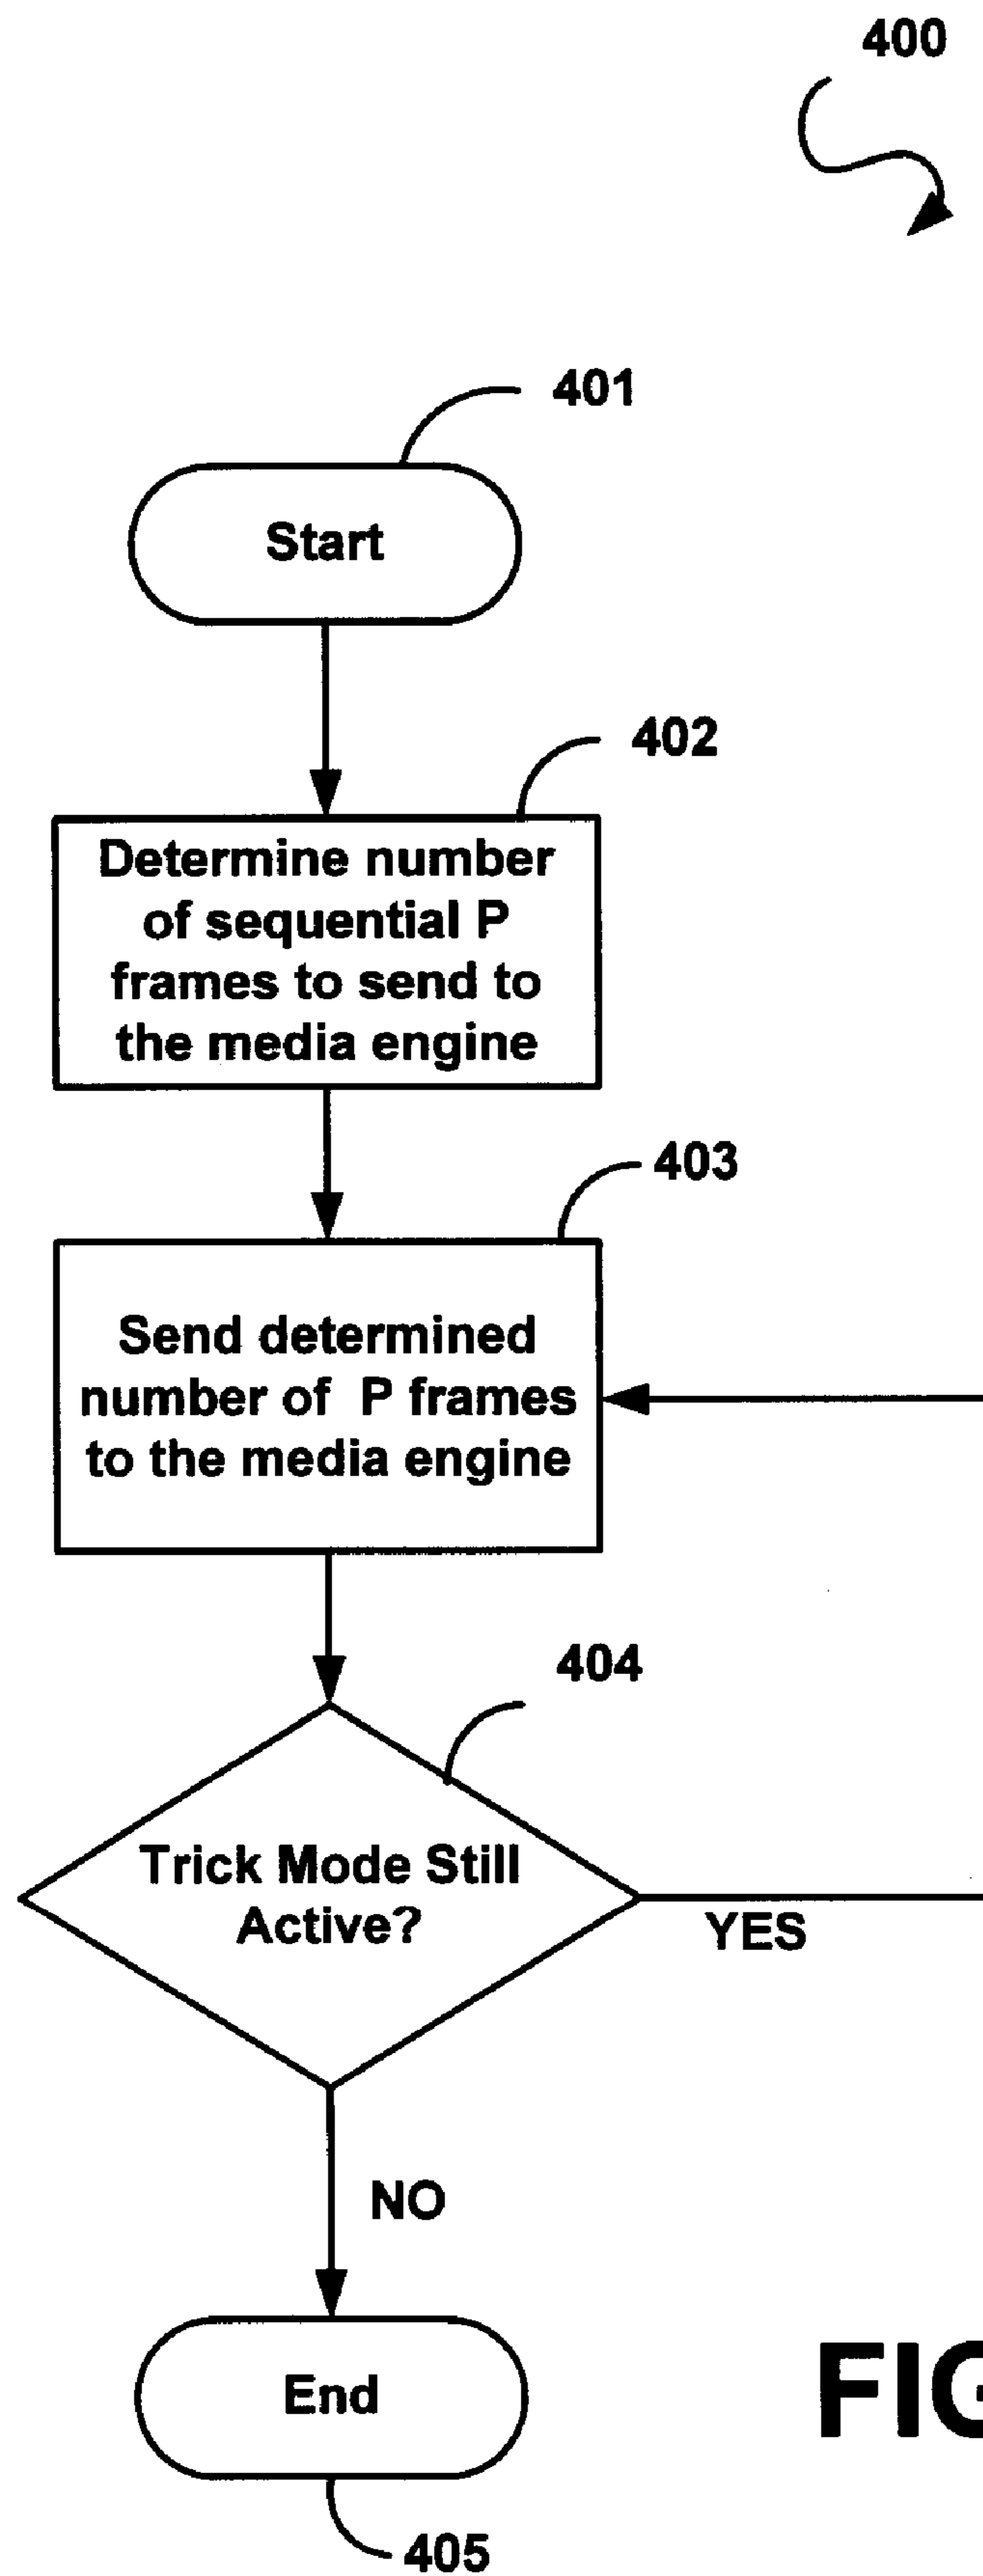 400
401
Start
402
Determine number
of sequential P
frames to send to
the media engine
403
Send determined
number of P frames
to the media engine
404
Trick Mode Still
Active?
YES
NO
End
405